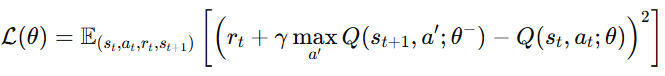 ℒ(θ) = 𝔼_{(s_t,a_t,r_t,s_{t+1})} [ ( r_t + γ max_{a′} Q(s_{t+1}, a′; θ⁻) − Q(s_t, a_t; θ) )² ]